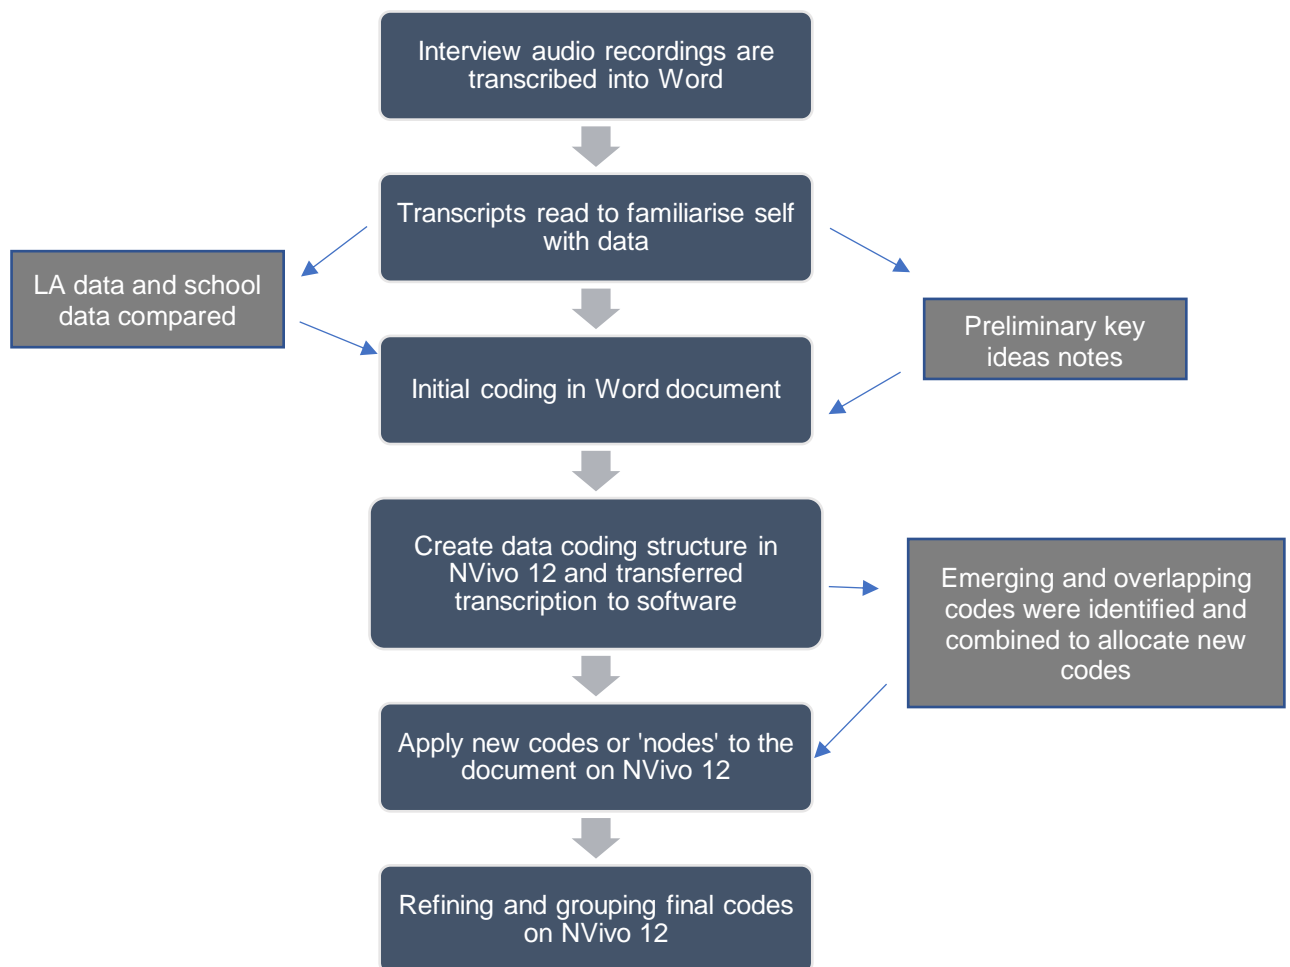 Interview audio recordings are
transcribed into Word
Transcripts read to familiarise self
with data
LA data and school
data compared
Preliminary key
ideas notes
Initial coding in Word document
Create data coding structure in
NVivo 12 and transferred
transcription to software
Emerging and overlapping
codes were identified and
combined to allocate new
codes
Apply new codes or 'nodes' to the
document on NVivo 12
Refining and grouping final codes
on NVivo 12